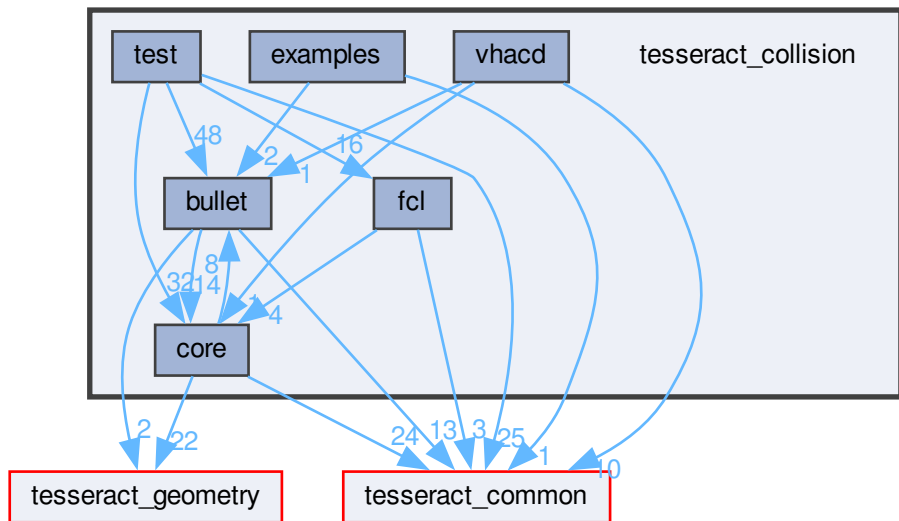 test
examples
vhacd
tesseract_collision
48
2
1
16
bullet
fcl
8
32
14
1
4
core
2
22
24
13
3
25
1
10
tesseract_geometry
tesseract_common